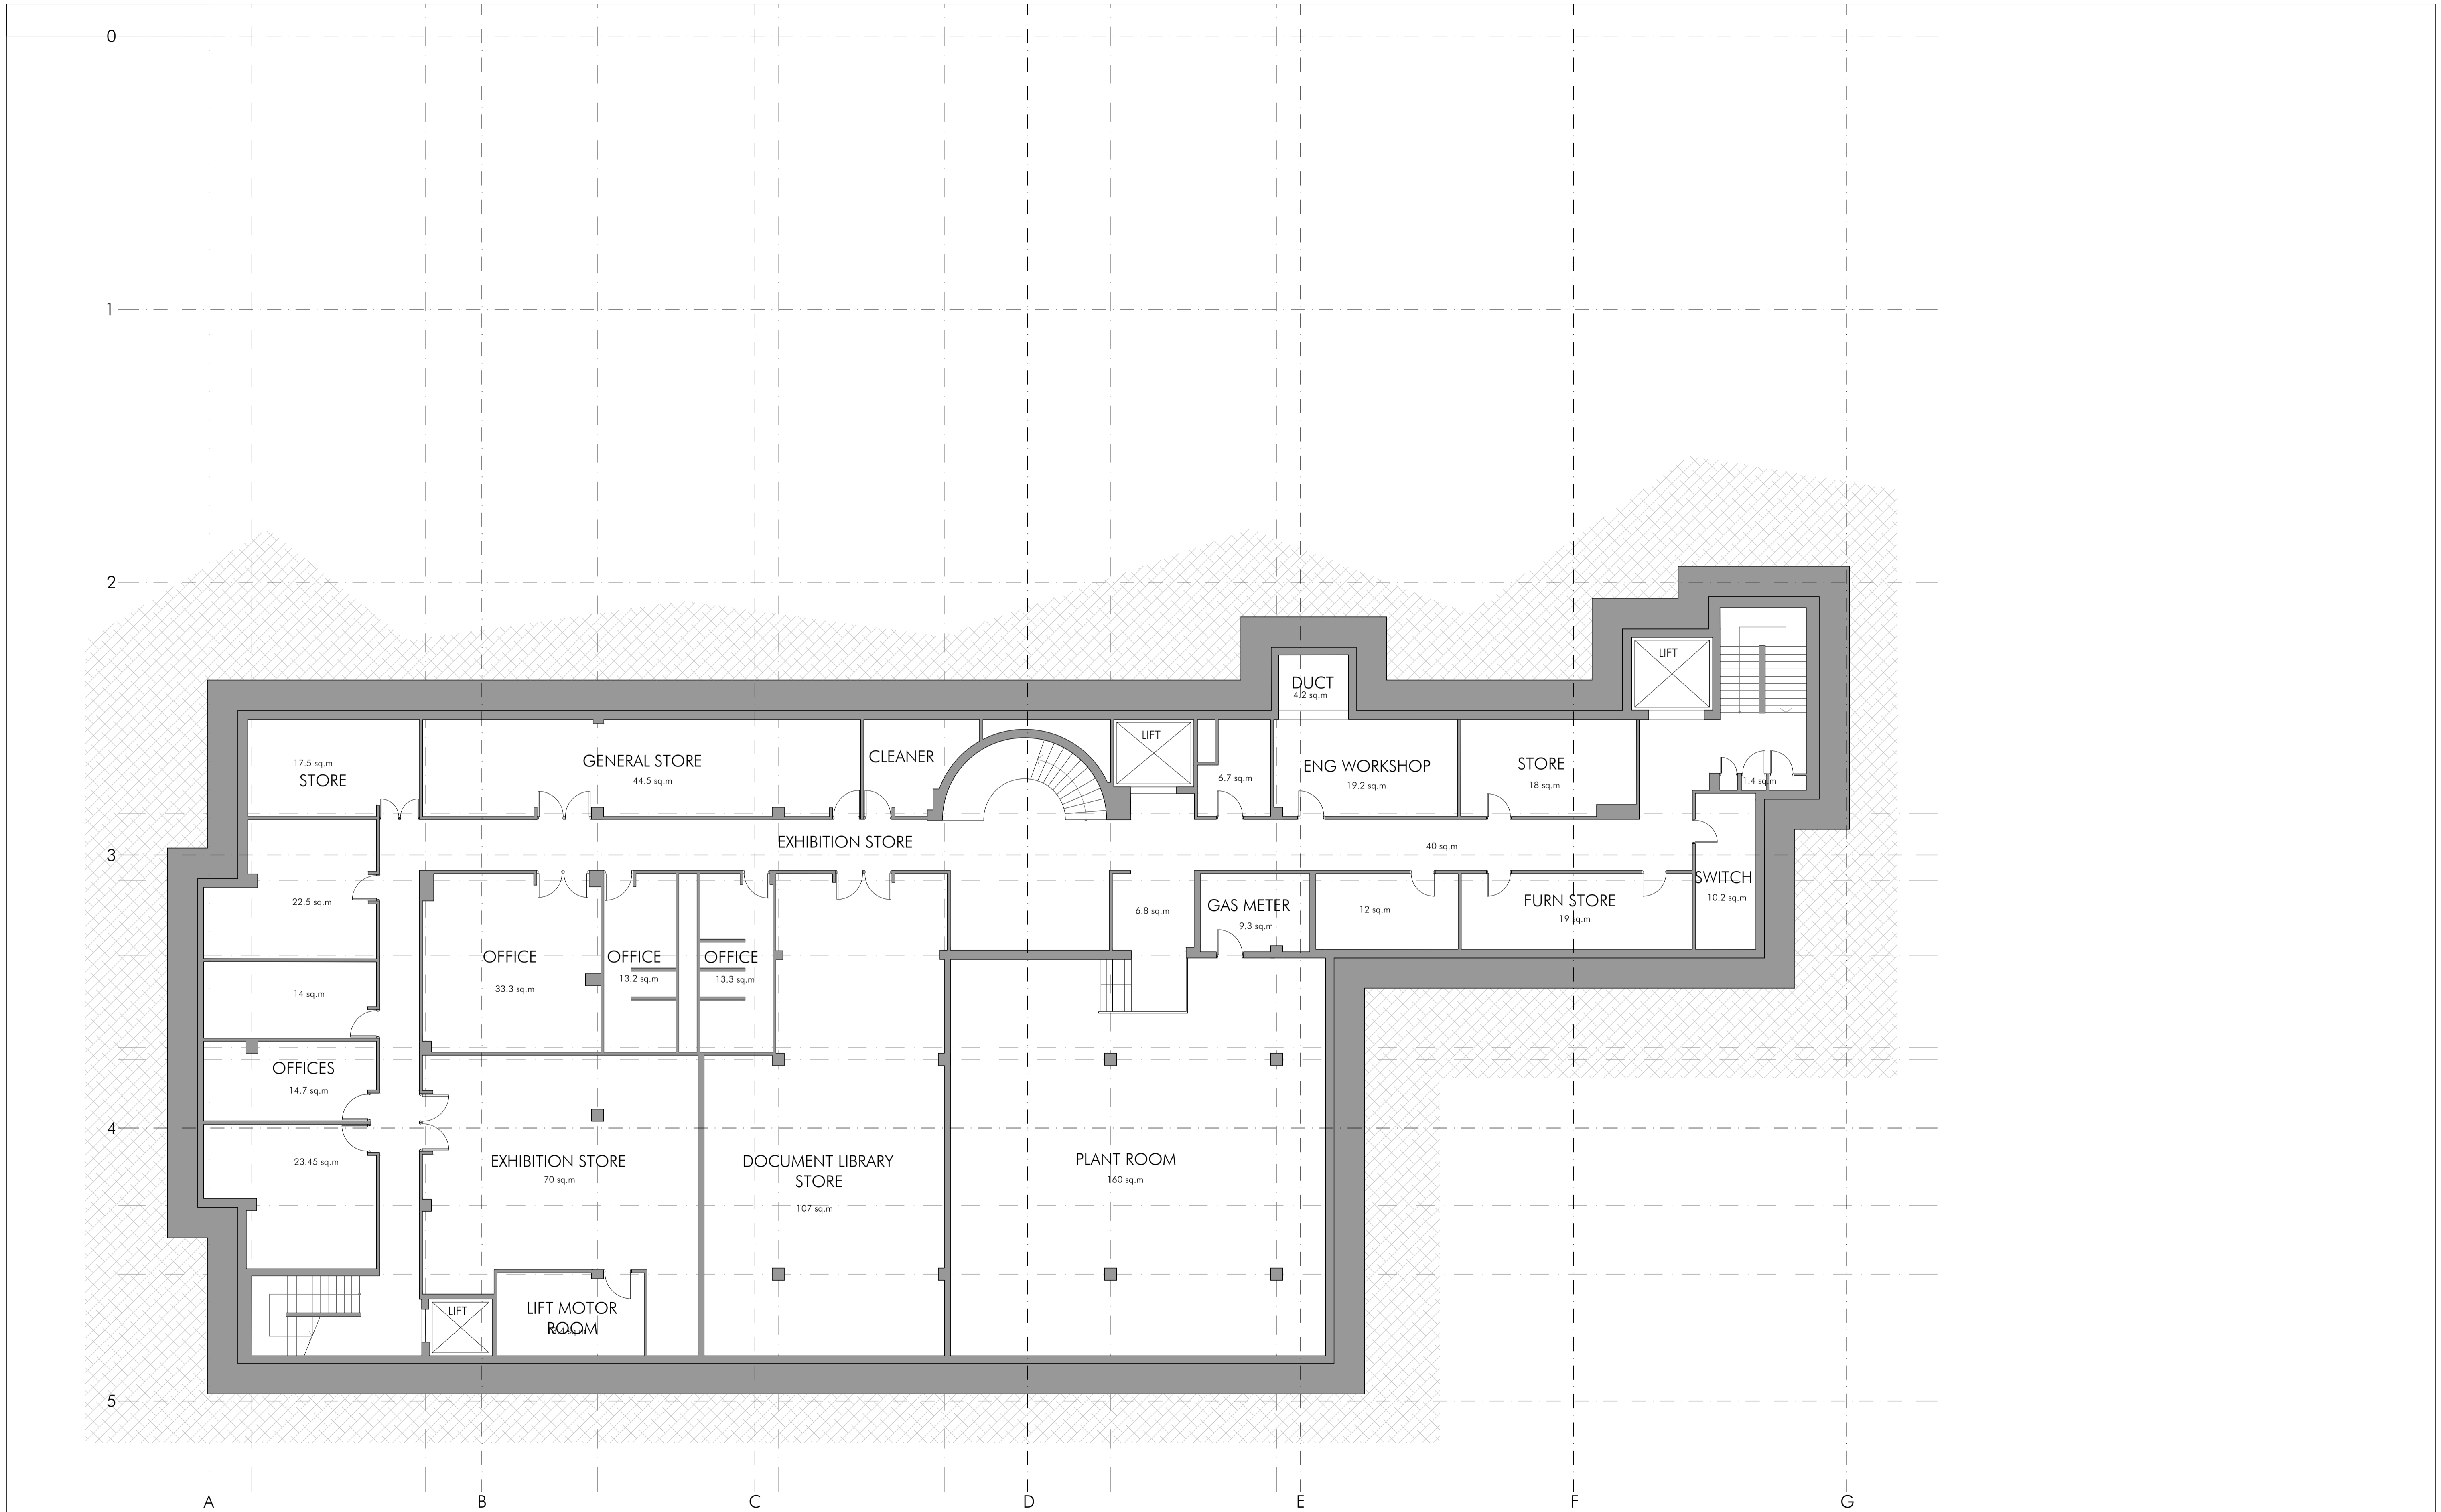 0
1
2
LIFT
DUCT
4.2 sq.m
LIFT
17.5 sq.m
STORE
GENERAL STORE
44.5 sq.m
CLEANER
6.7 sq.m
ENG WORKSHOP
19.2 sq.m
STORE
18 sq.m
1.4 sq.m
EXHIBITION STORE
40 sq.m
3
22.5 sq.m
6.8 sq.m
GAS METER
9.3 sq.m
12 sq.m
FURN STORE
19 sq.m
SWITCH
10.2 sq.m
OFFICE
33.3 sq.m
OFFICE
13.2 sq.m
OFFICE
13.3 sq.m
14 sq.m
OFFICES
14.7 sq.m
4
23.45 sq.m
EXHIBITION STORE
70 sq.m
DOCUMENT LIBRARY
STORE
107 sq.m
PLANT ROOM
160 sq.m
LIFT
LIFT MOTOR
ROOM
5
A
B
C
D
E
F
G